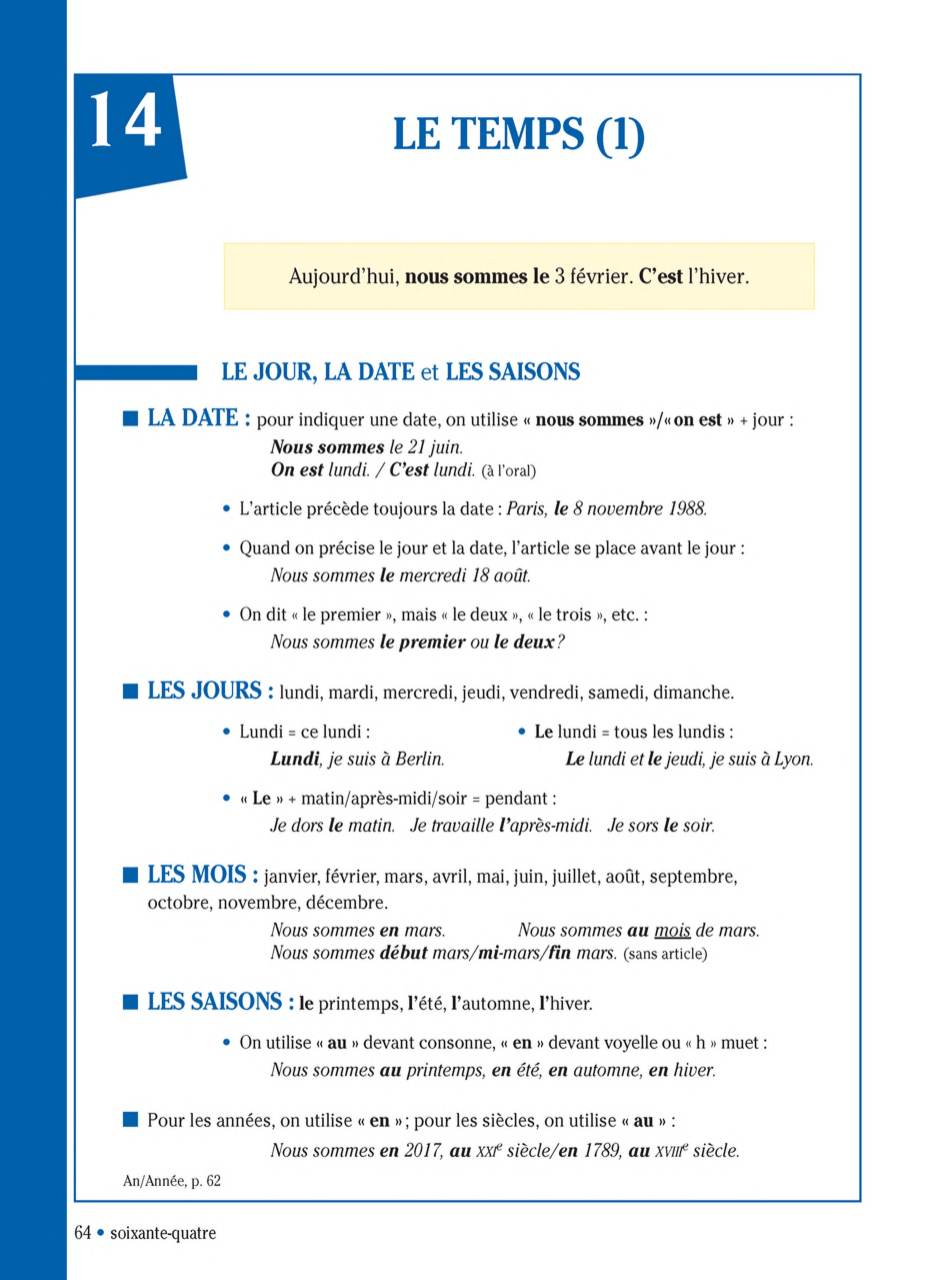 14
LE TEMPS (1)
Aujourd’hui, nous sommes le 3 février. C’est l’hiver.
LE JOUR, LA DATE et LES SAISONS
■ LA DATE : pour indiquer une date, on utilise « nous sommes »/« on est » + jour :
Nous sommes le 21 juin.
On est lundi. / C’est lundi. (à l’oral)
• L’article précède toujours la date : Paris, le 8 novembre 1988.
• Quand on précise le jour et la date, l’article se place avant le jour :
Nous sommes le mercredi 18 août.
• On dit « le premier », mais « le deux », « le trois », etc. :
Nous sommes le premier ou le deux ?
■ LES JOURS : lundi, mardi, mercredi, jeudi, vendredi, samedi, dimanche.
• Lundi = ce lundi : • Le lundi = tous les lundis :
Lundi, je suis à Berlin. Le lundi et le jeudi, je suis à Lyon.
• « Le » + matin/après-midi/soir = pendant :
Je dors le matin. Je travaille l’après-midi. Je sors le soir.
■ LES MOIS : janvier, février, mars, avril, mai, juin, juillet, août, septembre,
octobre, novembre, décembre.
Nous sommes en mars. Nous sommes au mois de mars.
Nous sommes début mars/mi-mars/fin mars. (sans article)
■ LES SAISONS : le printemps, l’été, l’automne, l’hiver.
• On utilise « au » devant consonne, « en » devant voyelle ou « h » muet :
Nous sommes au printemps, en été, en automne, en hiver.
■ Pour les années, on utilise « en » ; pour les siècles, on utilise « au » :
Nous sommes en 2017, au XXIe siècle/en 1789, au XVIIIe siècle.
An/Année, p. 62
64 • soixante-quatre